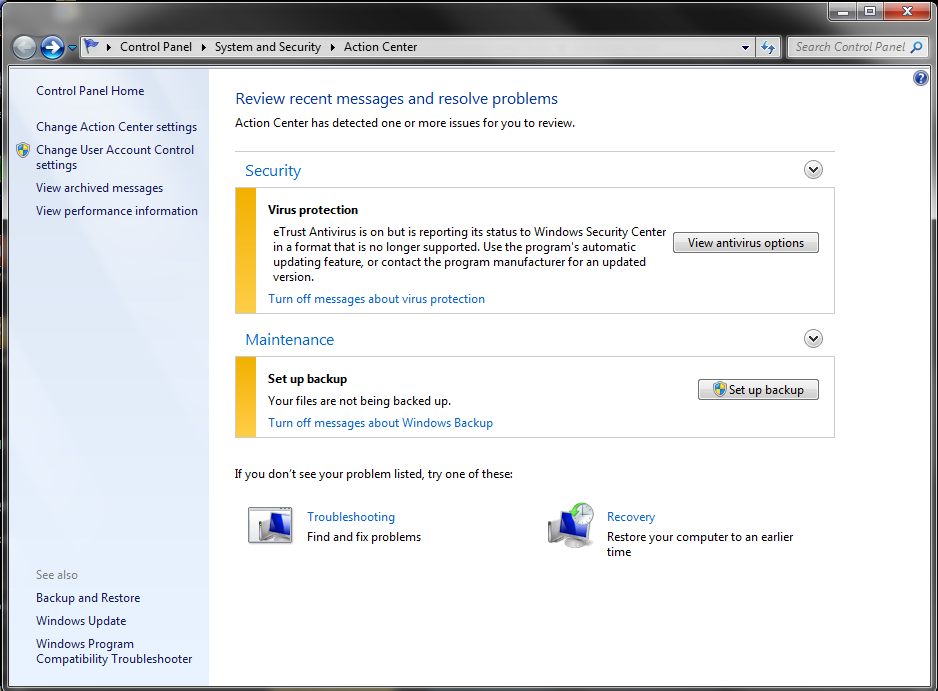 Control Panel ▸ System and Security ▸ Action Center
Search Control Panel
Control Panel Home
Change Action Center settings
Change User Account Control
settings
View archived messages
View performance information
See also
Backup and Restore
Windows Update
Windows Program
Compatibility Troubleshooter
Review recent messages and resolve problems
Action Center has detected one or more issues for you to review.
Security
Virus protection
eTrust Antivirus is on but is reporting its status to Windows Security Center
in a format that is no longer supported. Use the program's automatic
updating feature, or contact the program manufacturer for an updated
version.
View antivirus options
Turn off messages about virus protection
Maintenance
Set up backup
Your files are not being backed up.
Set up backup
Turn off messages about Windows Backup
If you don't see your problem listed, try one of these:
Troubleshooting
Find and fix problems
Recovery
Restore your computer to an earlier
time